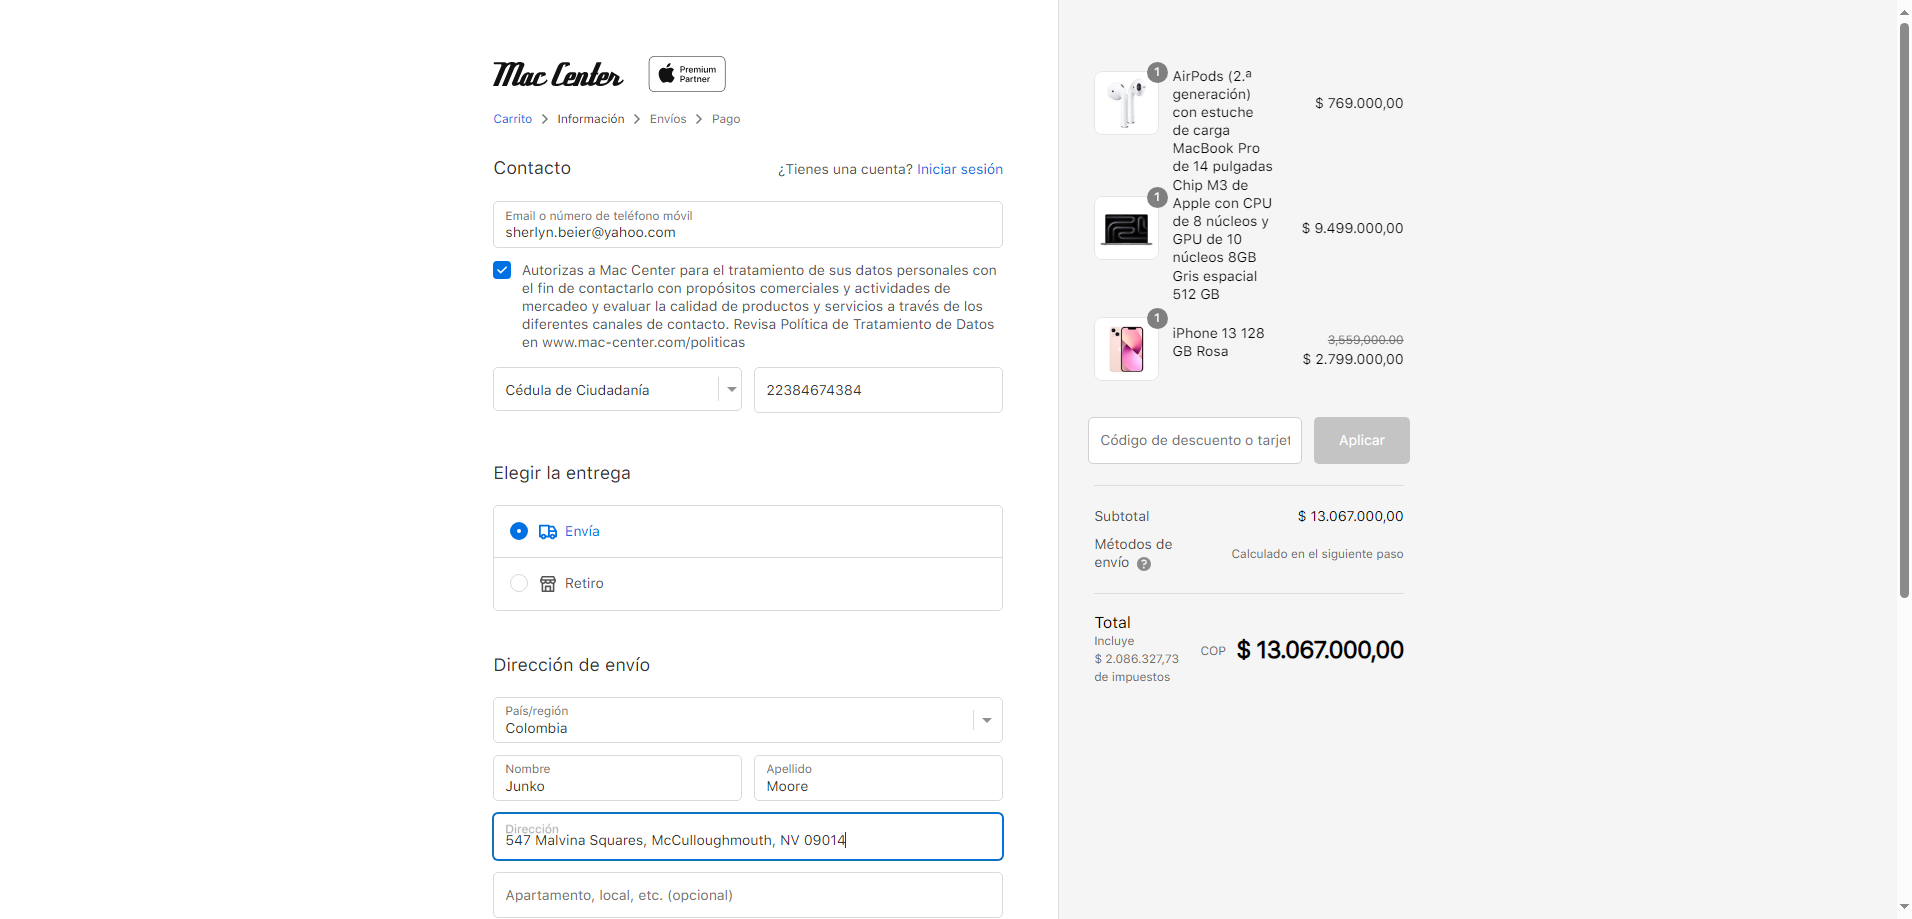 Mac Center
Premium
Partner
Carrito > Información > Envíos > Pago
Contacto
¿Tienes una cuenta? Iniciar sesión
Email o número de teléfono móvil
sherlyn.beier@yahoo.com
Autorizas a Mac Center para el tratamiento de sus datos personales con
el fin de contactarlo con propósitos comerciales y actividades de
mercadeo y evaluar la calidad de productos y servicios a través de los
diferentes canales de contacto. Revisa Política de Tratamiento de Datos
en www.mac-center.com/politicas
Cédula de Ciudadanía
22384674384
Elegir la entrega
Envía
Retiro
Dirección de envío
País/región
Colombia
Nombre
Junko
Apellido
Moore
Dirección
547 Malvina Squares, McCulloughmouth, NV 09014
Apartamento, local, etc. (opcional)
1
AirPods (2.ª
generación)
con estuche
de carga
$ 769.000,00
1
MacBook Pro
de 14 pulgadas
Chip M3 de
Apple con CPU
de 8 núcleos y
GPU de 10
núcleos 8GB
Gris espacial
512 GB
$ 9.499.000,00
1
iPhone 13 128
GB Rosa
3,559,000.00
$ 2.799.000,00
Código de descuento o tarjet
Aplicar
Subtotal
$ 13.067.000,00
Métodos de
envío ?
Calculado en el siguiente paso
Total
Incluye
$ 2.086.327,73
de impuestos
COP $ 13.067.000,00